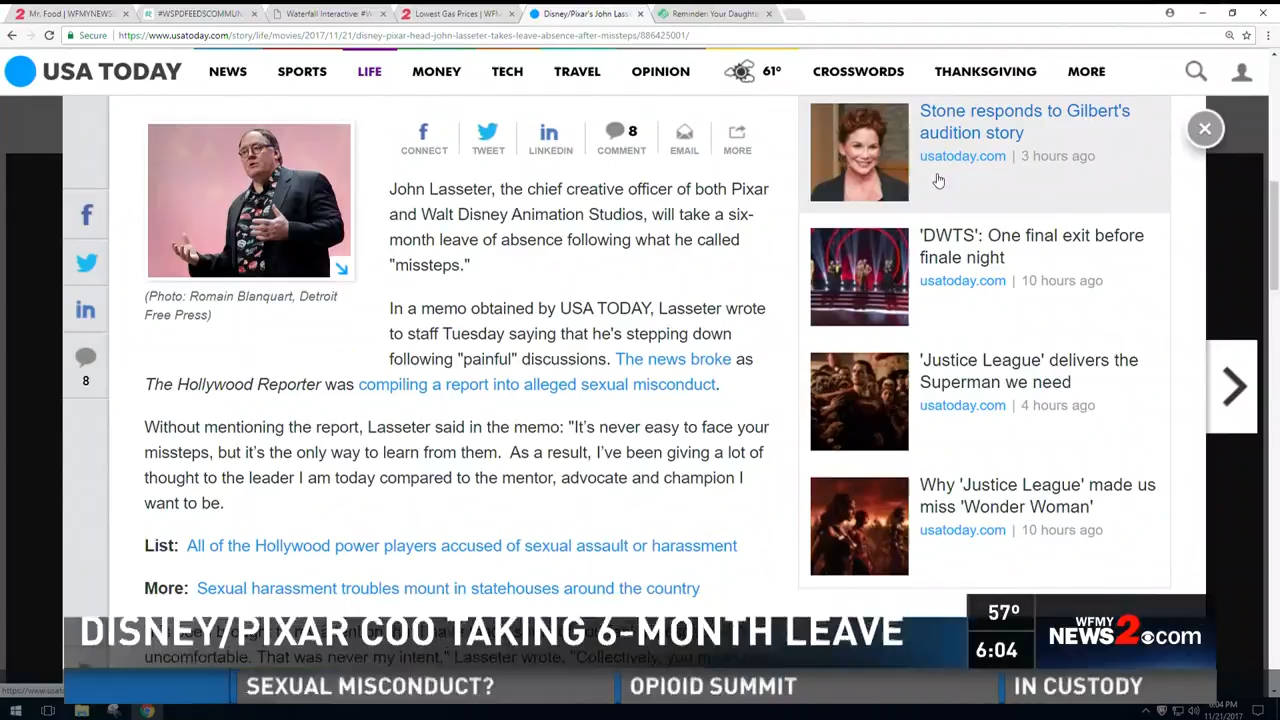 Mr. Food | WFMYNEWS
#WSPDFEEDSCOMMUN
Waterfall Interactive: #W
Lowest Gas Prices | WFM
Disney/Pixar's John Lass
Reminder: Your Daught
Secure
https://www.usatoday.com/story/life/movies/2017/11/21/disney-pixar-head-john-lasseter-takes-leave-absence-after-missteps/886425001/
USA TODAY
NEWS SPORTS LIFE MONEY TECH TRAVEL OPINION 61° CROSSWORDS THANKSGIVING MORE
8
CONNECT TWEET LINKEDIN COMMENT EMAIL MORE
John Lasseter, the chief creative officer of both Pixar
and Walt Disney Animation Studios, will take a six-
month leave of absence following what he called
"missteps."
(Photo: Romain Blanquart, Detroit
Free Press)
In a memo obtained by USA TODAY, Lasseter wrote
to staff Tuesday saying that he's stepping down
following "painful" discussions. The news broke as
The Hollywood Reporter was compiling a report into alleged sexual misconduct.
8
Without mentioning the report, Lasseter said in the memo: "It's never easy to face your
missteps, but it's the only way to learn from them. As a result, I've been giving a lot of
thought to the leader I am today compared to the mentor, advocate and champion I
want to be.
List: All of the Hollywood power players accused of sexual assault or harassment
More: Sexual harassment troubles mount in statehouses around the country
uncomfortable. That was never my intent," Lasseter wrote. "Collectively, you m
Stone responds to Gilbert's
audition story
usatoday.com | 3 hours ago
'DWTS': One final exit before
finale night
usatoday.com | 10 hours ago
'Justice League' delivers the
Superman we need
usatoday.com | 4 hours ago
Why 'Justice League' made us
miss 'Wonder Woman'
usatoday.com | 10 hours ago
DISNEY/PIXAR COO TAKING 6-MONTH LEAVE
57°
6:04
WFMY
NEWS 2 .com
SEXUAL MISCONDUCT?
OPIOID SUMMIT
IN CUSTODY
https://www.usat
6:04 PM
11/21/2017